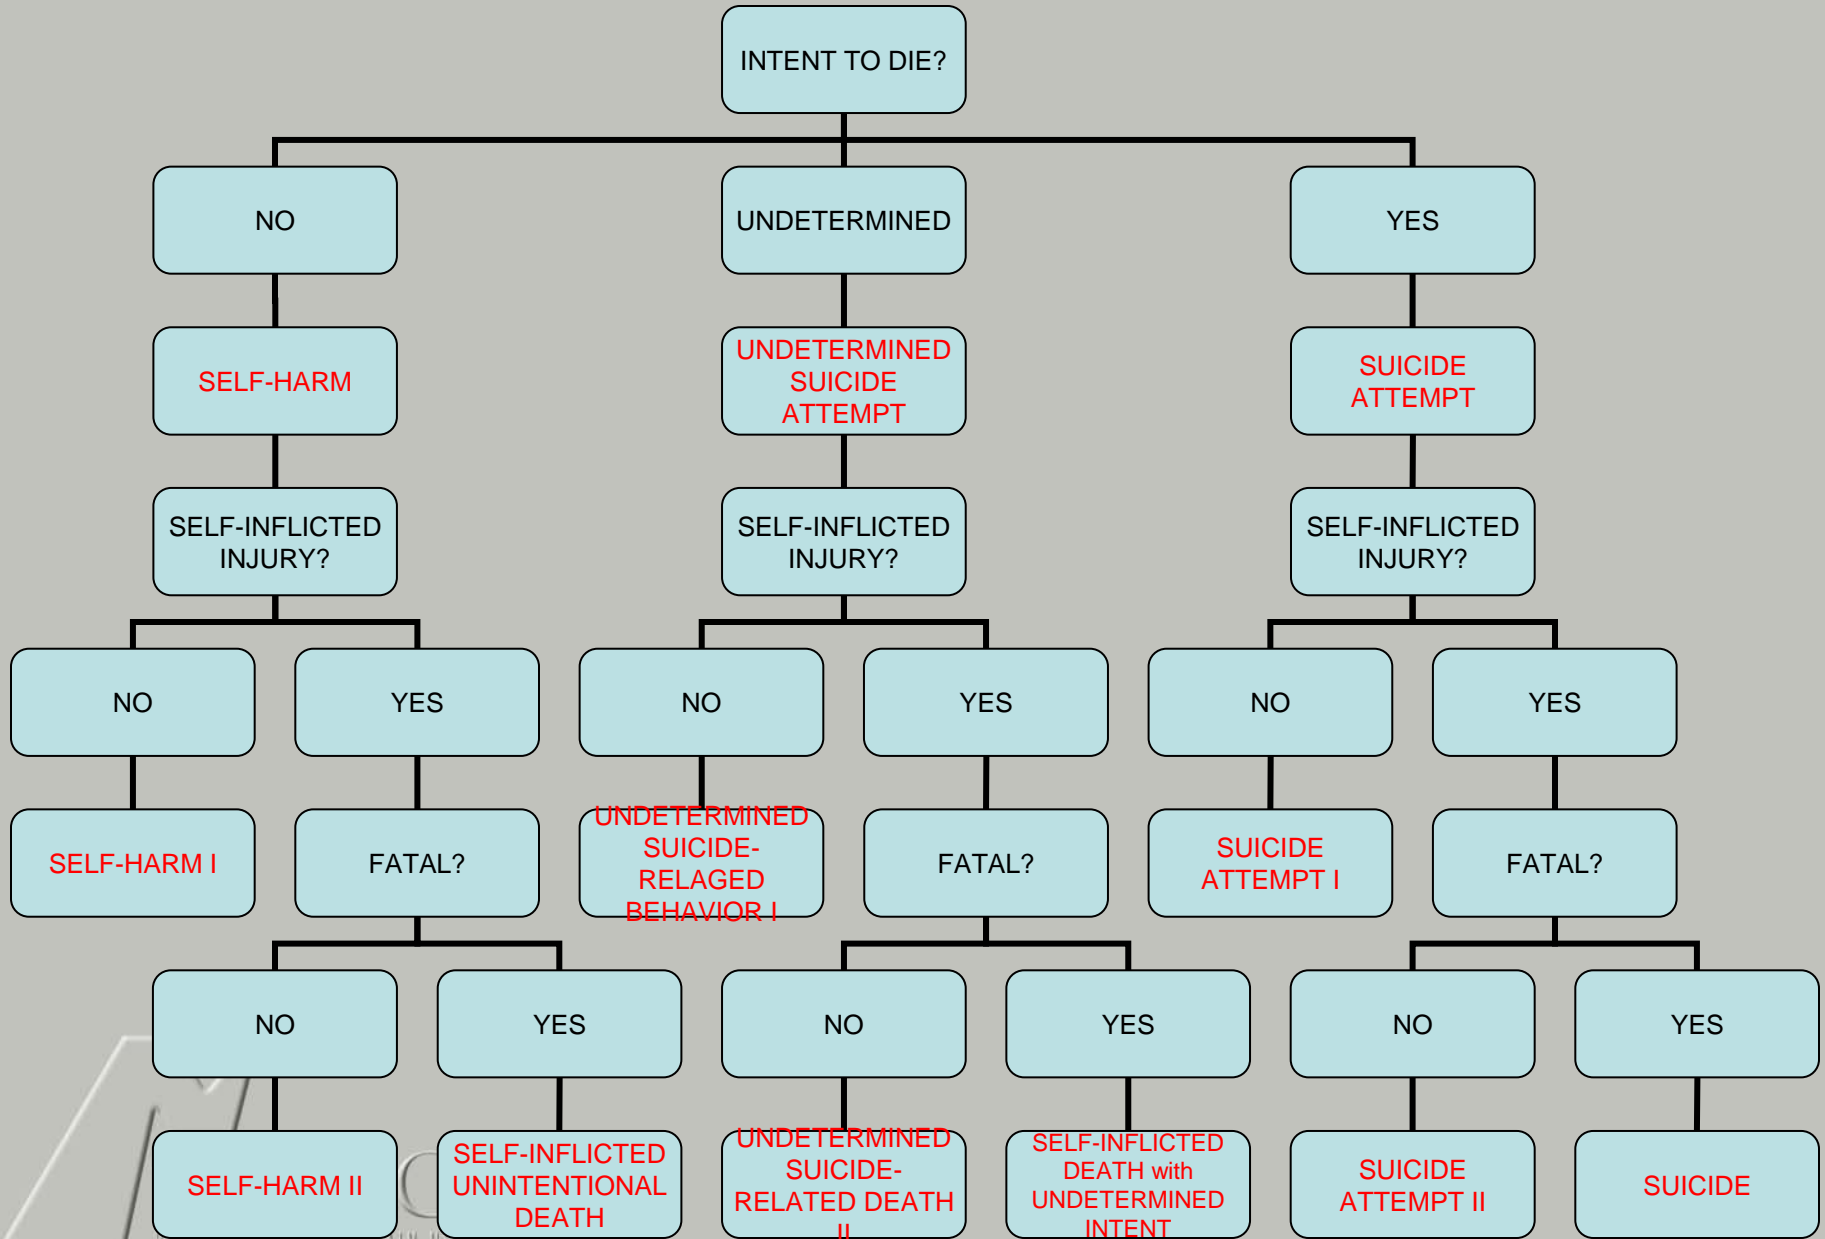 INTENT TO DIE?
NO
UNDETERMINED
YES
SELF-HARM
UNDETERMINED
SUICIDE
ATTEMPT
SUICIDE
ATTEMPT
SELF-INFLICTED
INJURY?
SELF-INFLICTED
INJURY?
SELF-INFLICTED
INJURY?
NO
YES
NO
YES
NO
YES
SELF-HARM I
FATAL?
UNDETERMINED
SUICIDE-
RELAGED
BEHAVIOR I
FATAL?
SUICIDE
ATTEMPT I
FATAL?
NO
YES
NO
YES
NO
YES
SELF-HARM II
SELF-INFLICTED
UNINTENTIONAL
DEATH
UNDETERMINED
SUICIDE-
RELATED DEATH
II
SELF-INFLICTED
DEATH with
UNDETERMINED
INTENT
SUICIDE
ATTEMPT II
SUICIDE